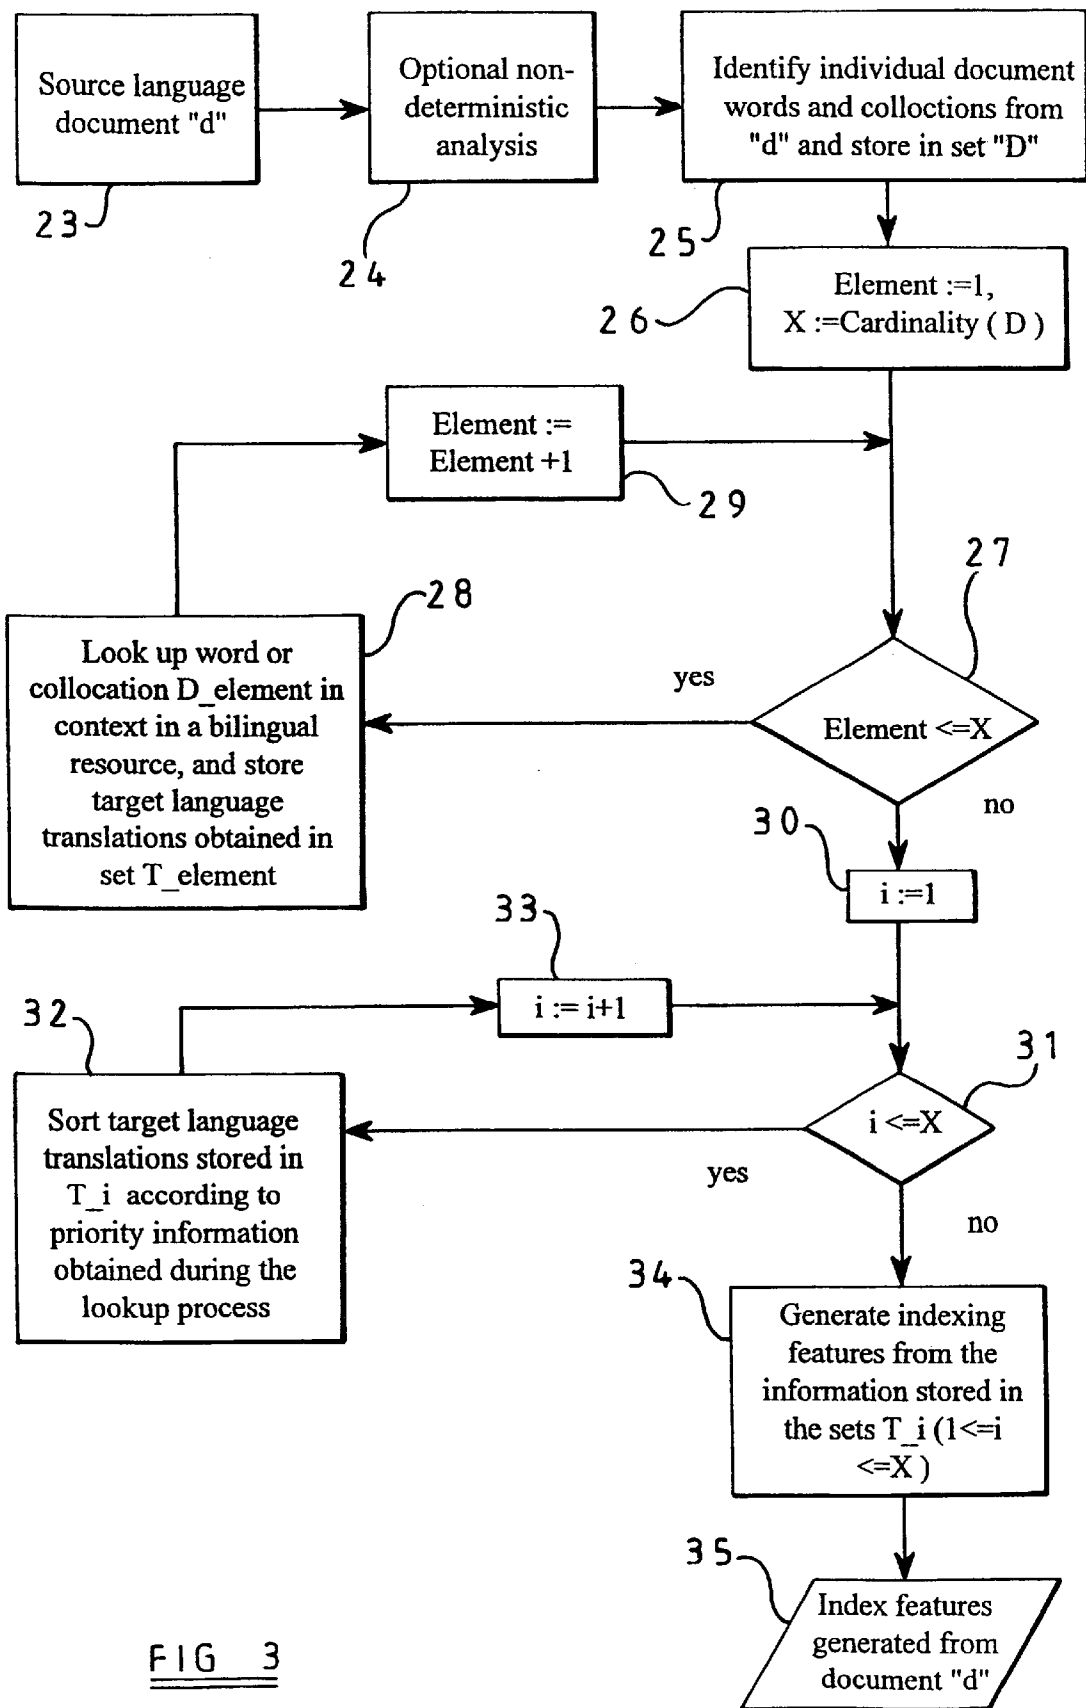 Source language
document "d"
23
Optional non-
deterministic
analysis
24
Identify individual document
words and colloctions from
"d" and store in set "D"
25
Element :=1,
X :=Cardinality ( D )
26
Element :=
Element +1
29
27
Element <=X
yes
no
28
Look up word or
collocation D_element in
context in a bilingual
resource, and store
target language
translations obtained in
set T_element
30
i :=1
33
i := i+1
31
i <=X
yes
no
32
Sort target language
translations stored in
T_i according to
priority information
obtained during the
lookup process
34
Generate indexing
features from the
information stored in
the sets T_i (1<=i
<=X )
35
Index features
generated from
document "d"
FIG 3